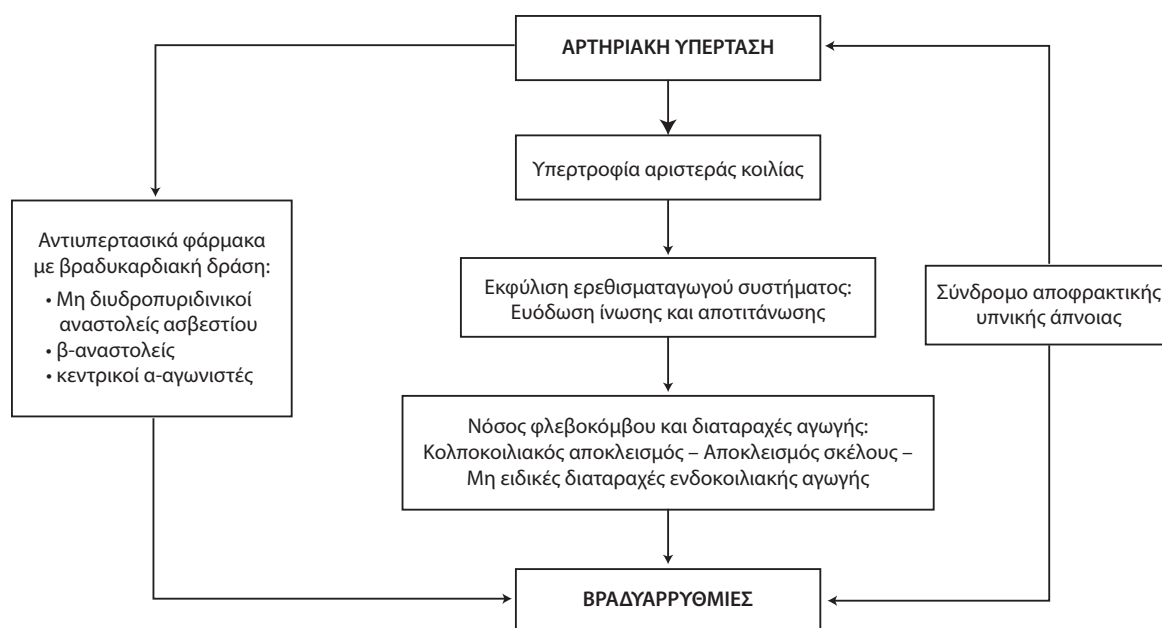 ΑΡΤΗΡΙΑΚΗ ΥΠΕΡΤΑΣΗ
Υπερτροφία αριστεράς κοιλίας
Αντιυπερτασικά φάρμακα
με βραδυκαρδιακή δράση:
• Μη διυδροπυριδινικοί
αναστολείς ασβεστίου
• β-αναστολείς
• κεντρικοί α-αγωνιστές
Εκφύλιση ερεθισματαγωγού συστήματος:
Ευόδωση ίνωσης και αποτιτάνωσης
Σύνδρομο αποφρακτικής
υπνικής άπνοιας
Νόσος φλεβοκόμβου και διαταραχές αγωγής:
Κολποκοιλιακός αποκλεισμός – Αποκλεισμός σκέλους –
Μη ειδικές διαταραχές ενδοκοιλιακής αγωγής
ΒΡΑΔΥΑΡΡΥΘΜΙΕΣ